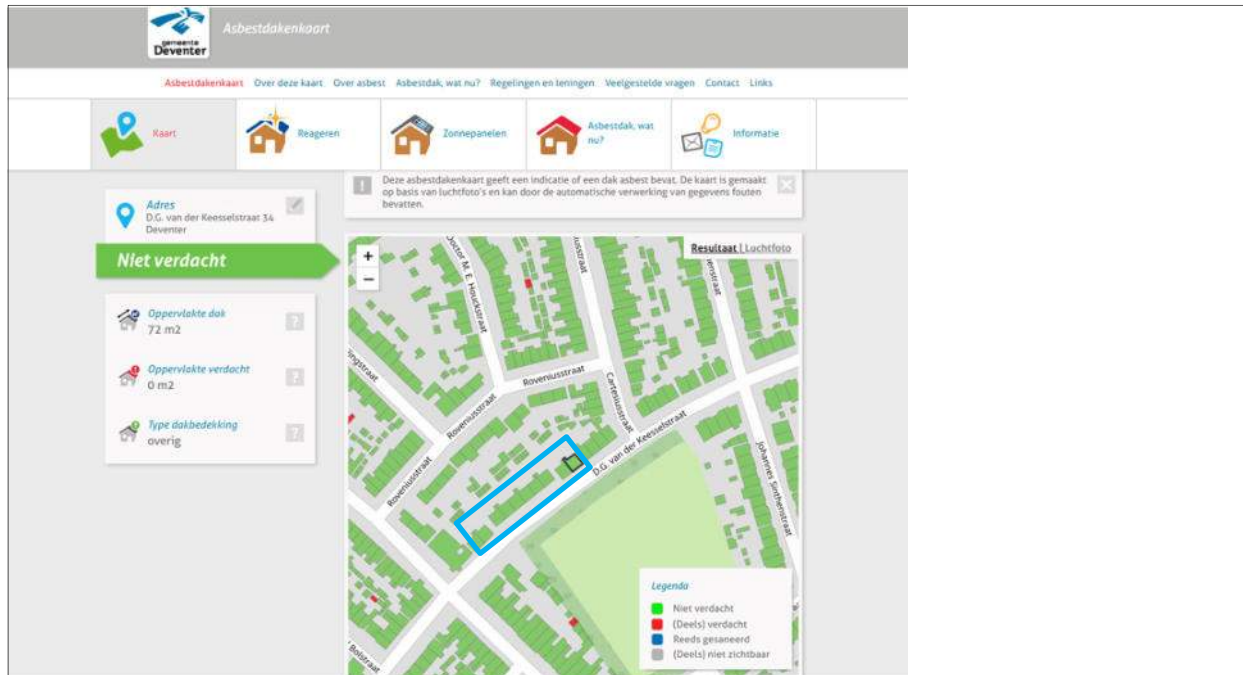 gemeente
Deventer
Asbestdakenkaart
Asbestdakenkaart Over deze kaart Over asbest Asbestdak, wat nu? Regelingen en leningen Veelgestelde vragen Contact Links
Kaart
Reageren
Zonnepanelen
Asbestdak, wat
nu?
Informatie
Deze asbestdakenkaart geeft een indicatie of een dak asbest bevat. De kaart is gemaakt
op basis van luchtfoto's en kan door de automatische verwerking van gegevens fouten
bevatten.
Adres
D.G. van der Keesselstraat 34
Deventer
Niet verdacht
Oppervlakte dak
72 m2
?
Oppervlakte verdacht
0 m2
?
Type dakbedekking
overig
?
+
−
Resultaat | Luchtfoto
Doctor M. E. Houckstraat
Roveniusstraat
Carteniusstraat
Roveniusstraat
Roveniusstraat
D.G. van der Keesselstraat
Johannes Sinthenstraat
Legenda
Niet verdacht
(Deels) verdacht
Reeds gesaneerd
(Deels) niet zichtbaar